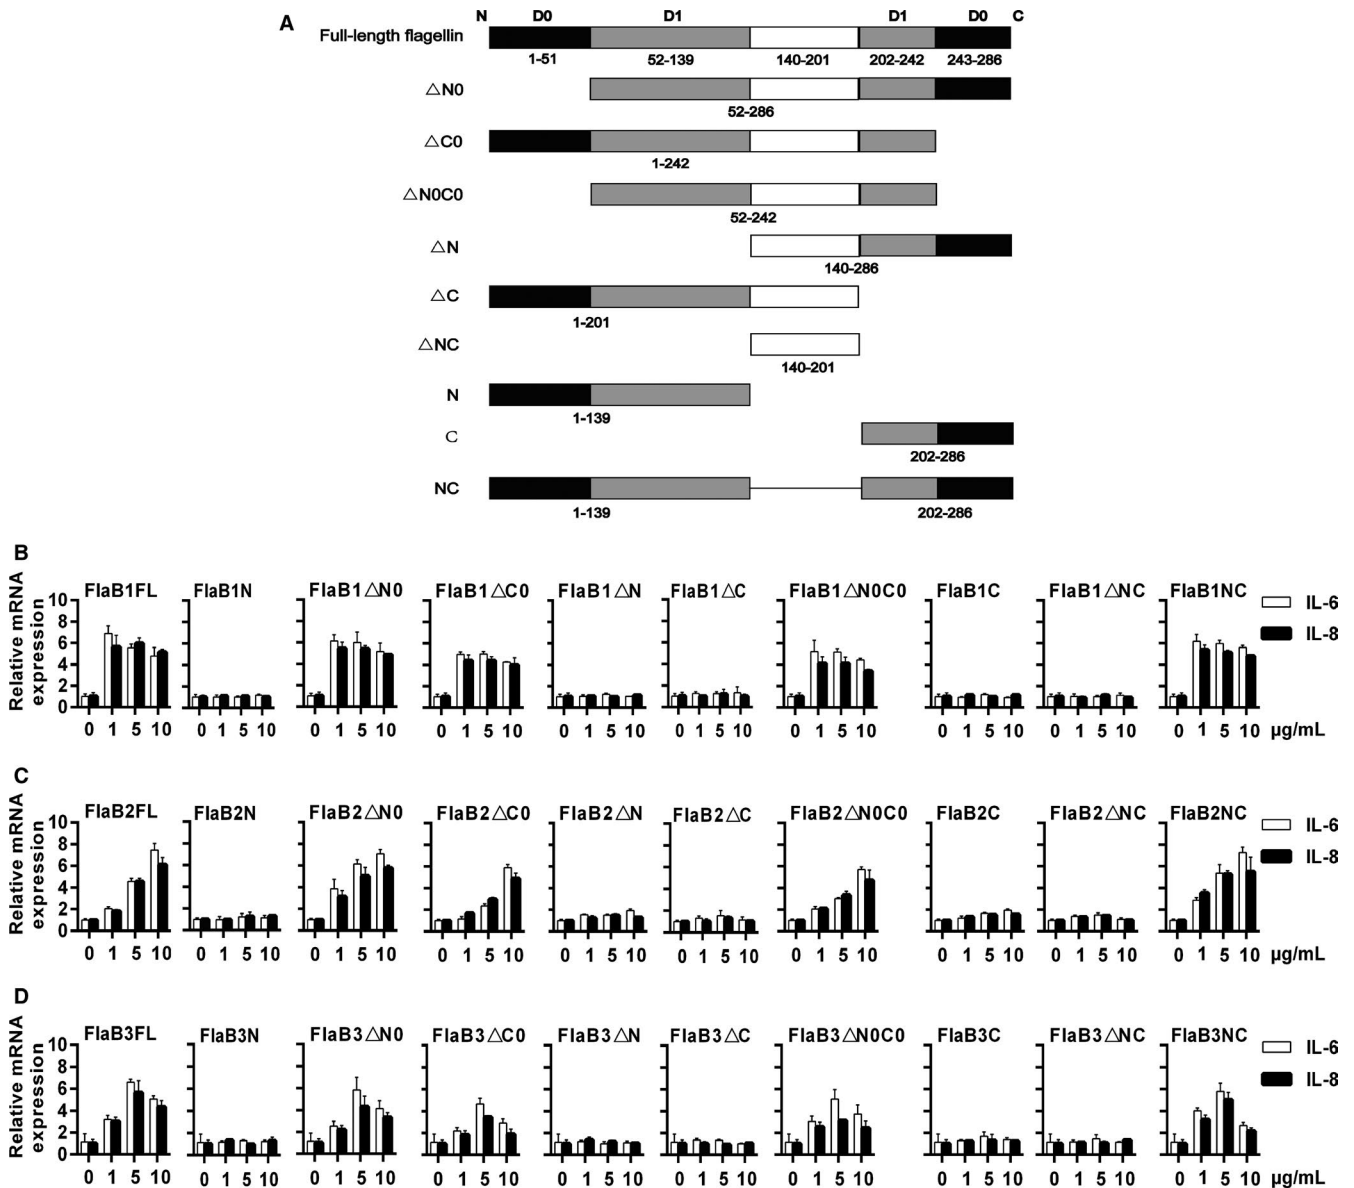 A
N D0 D1 D1 D0 C
Full-length flagellin
1-51 52-139 140-201 202-242 243-286
△N0
52-286
△C0
1-242
△N0C0
52-242
△N
140-286
△C
1-201
△NC
140-201
N
1-139
C
202-286
NC
1-139 202-286
B
Relative mRNA expression
FlaB1FL FlaB1N FlaB1△N0 FlaB1△C0 FlaB1△N FlaB1△C FlaB1△N0C0 FlaB1C FlaB1△NC FlaB1NC
10
8
6
4
2
0
IL-6
IL-8
0 1 5 10 0 1 5 10 0 1 5 10 0 1 5 10 0 1 5 10 0 1 5 10 0 1 5 10 0 1 5 10 0 1 5 10 0 1 5 10 µg/mL
C
Relative mRNA expression
FlaB2FL FlaB2N FlaB2△N0 FlaB2△C0 FlaB2△N FlaB2△C FlaB2△N0C0 FlaB2C FlaB2△NC FlaB2NC
10
8
6
4
2
0
IL-6
IL-8
0 1 5 10 0 1 5 10 0 1 5 10 0 1 5 10 0 1 5 10 0 1 5 10 0 1 5 10 0 1 5 10 0 1 5 10 0 1 5 10 µg/mL
D
Relative mRNA expression
FlaB3FL FlaB3N FlaB3△N0 FlaB3△C0 FlaB3△N FlaB3△C FlaB3△N0C0 FlaB3C FlaB3△NC FlaB3NC
10
8
6
4
2
0
IL-6
IL-8
0 1 5 10 0 1 5 10 0 1 5 10 0 1 5 10 0 1 5 10 0 1 5 10 0 1 5 10 0 1 5 10 0 1 5 10 0 1 5 10 µg/mL